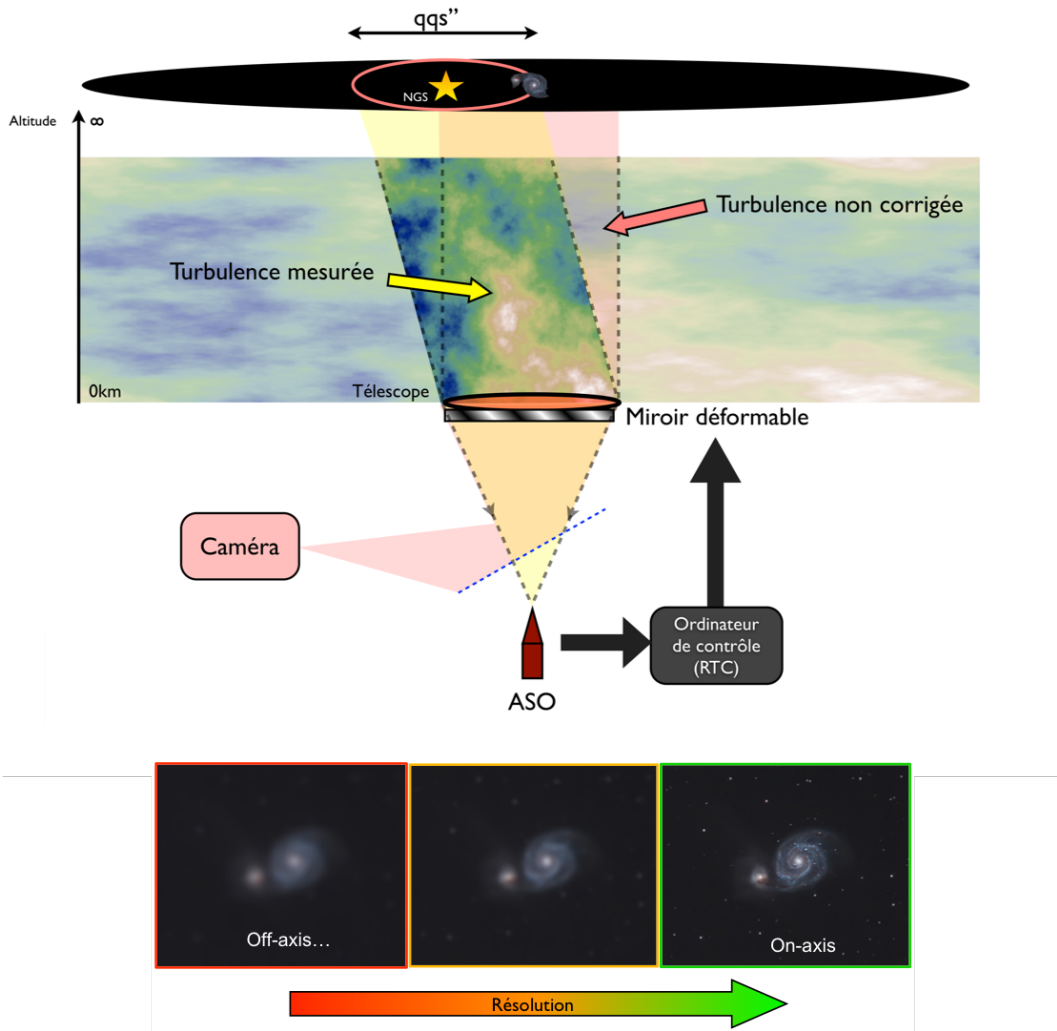 qqs”
NGS
Altitude
∞
Turbulence non corrigée
Turbulence mesurée
0km
Télescope
Miroir déformable
Caméra
Ordinateur
de contrôle
(RTC)
ASO
Off-axis…
On-axis
Résolution